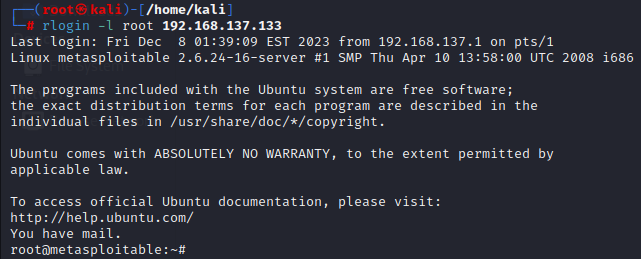 ┌──(root㉿kali)-[/home/kali]
└─# rlogin -l root 192.168.137.133
Last login: Fri Dec  8 01:39:09 EST 2023 from 192.168.137.1 on pts/1
Linux metasploitable 2.6.24-16-server #1 SMP Thu Apr 10 13:58:00 UTC 2008 i686

The programs included with the Ubuntu system are free software;
the exact distribution terms for each program are described in the
individual files in /usr/share/doc/*/copyright.

Ubuntu comes with ABSOLUTELY NO WARRANTY, to the extent permitted by
applicable law.

To access official Ubuntu documentation, please visit:
http://help.ubuntu.com/
You have mail.
root@metasploitable:~#